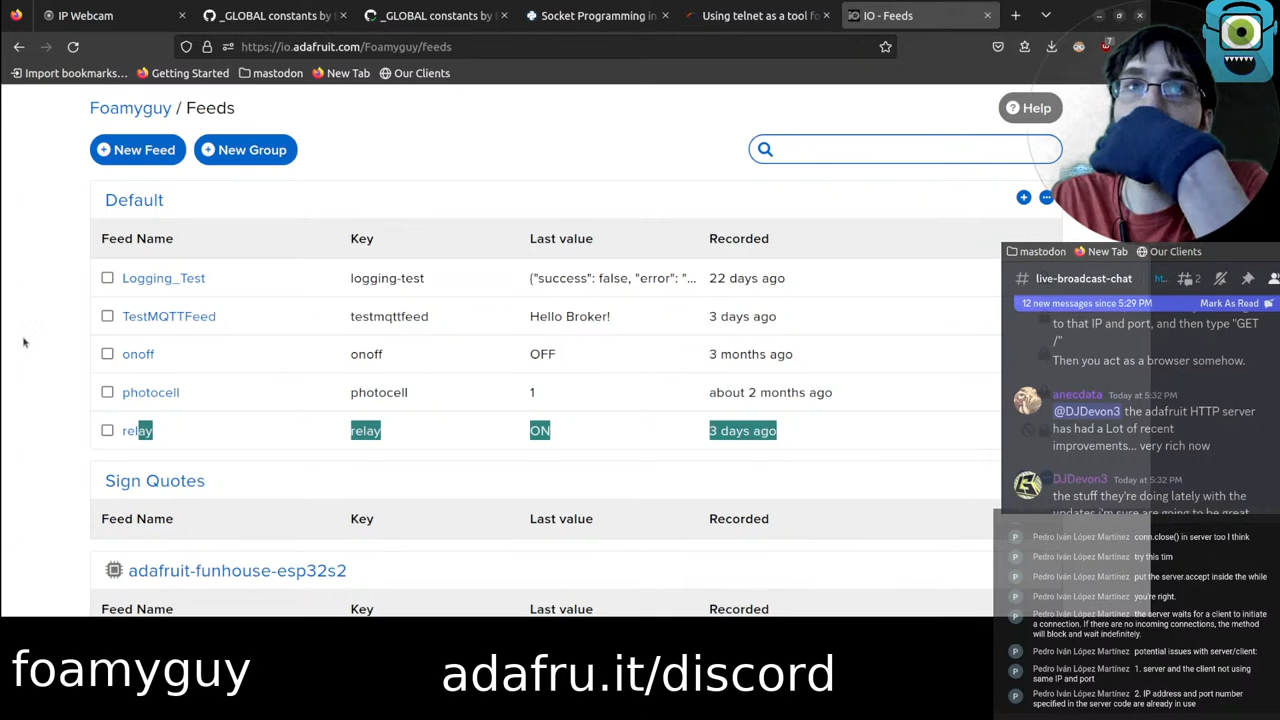 IP Webcam
_GLOBAL constants by
_GLOBAL constants by
Socket Programming in
Using telnet as a tool fo
IO - Feeds
https://io.adafruit.com/Foamyguy/feeds
7
Import bookmarks...
Getting Started
mastodon
New Tab
Our Clients
Foamyguy / Feeds
Help
New Feed
New Group
Default
Feed Name Key Last value Recorded
Logging_Test logging-test {"success": false, "error": "... 22 days ago
TestMQTTFeed testmqttfeed Hello Broker! 3 days ago
onoff onoff OFF 3 months ago
photocell photocell 1 about 2 months ago
relay relay ON 3 days ago
Sign Quotes
Feed Name Key Last value Recorded
adafruit-funhouse-esp32s2
Feed Name Key Last value Recorded
mastodon New Tab Our Clients
# live-broadcast-chat ht... 2
12 new messages since 5:29 PM Mark As Read
to that IP and port, and then type "GET
/"
Then you act as a browser somehow.
anecdata Today at 5:32 PM
@DJDevon3 the adafruit HTTP server
has had a Lot of recent
improvements... very rich now
DJDevon3 Today at 5:32 PM
the stuff they're doing lately with the
updates i'm sure are going to be great
Pedro Iván López Martínez conn.close() in server too I think
Pedro Iván López Martínez try this tim
Pedro Iván López Martínez put the server.accept inside the while
Pedro Iván López Martínez you're right.
Pedro Iván López Martínez the server waits for a client to initiate
a connection. If there are no incoming connections, the method
will block and wait indefinitely.
Pedro Iván López Martínez potential issues with server/client:
Pedro Iván López Martínez 1. server and the client not using
same IP and port
Pedro Iván López Martínez 2. IP address and port number
specified in the server code are already in use
foamyguy
adafru.it/discord